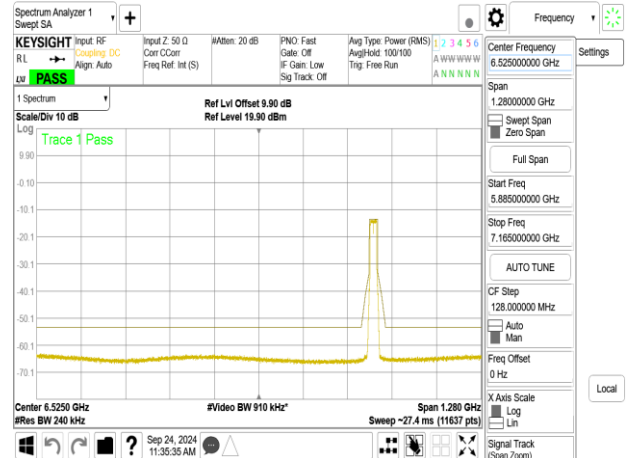 Spectrum Analyzer 1
Swept SA
Frequency
KEYSIGHT
Input: RF
Coupling: DC
Align: Auto
Input Z: 50 Ω
Corr CCorr
Freq Ref: Int (S)
#Atten: 20 dB
PNO: Fast
Gate: Off
IF Gain: Low
Sig Track: Off
Avg Type: Power (RMS)
Avg|Hold: 100/100
Trig: Free Run
1 2 3 4 5 6
A W W W W W
A N N N N N
R L
LXI
PASS
Center Frequency
6.525000000 GHz
Settings
Span
1.28000000 GHz
Swept Span
Zero Span
Full Span
Start Freq
5.885000000 GHz
Stop Freq
7.165000000 GHz
AUTO TUNE
CF Step
128.000000 MHz
Auto
Man
Freq Offset
0 Hz
X Axis Scale
Log
Lin
Signal Track
(Span Zoom)
Local
1 Spectrum
Scale/Div 10 dB
Ref Lvl Offset 9.90 dB
Ref Level 19.90 dBm
Log
Trace 1 Pass
9.90
-0.10
-10.1
-20.1
-30.1
-40.1
-50.1
-60.1
-70.1
Center 6.5250 GHz
#Res BW 240 kHz
#Video BW 910 kHz*
Span 1.280 GHz
Sweep ~27.4 ms (11637 pts)
?
Sep 24, 2024
11:35:35 AM